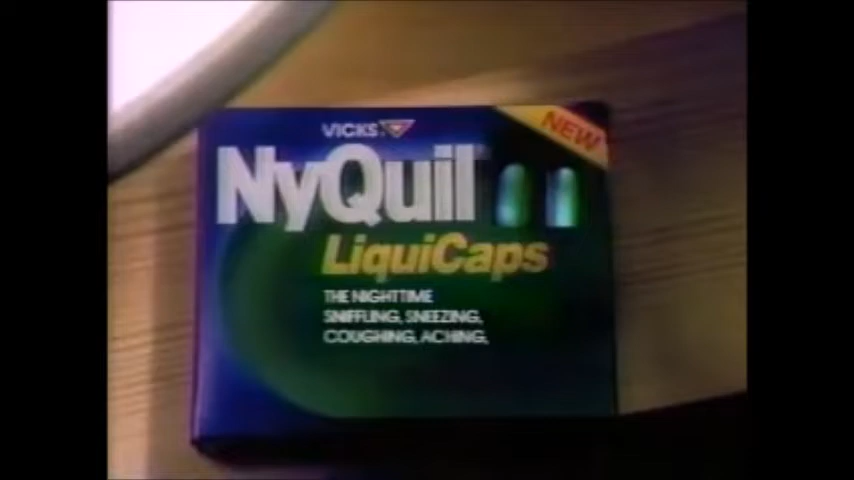 VICKS
NEW
NyQuil
LiquiCaps
THE NIGHTTIME
SNIFFLING, SNEEZING,
COUGHING, ACHING,